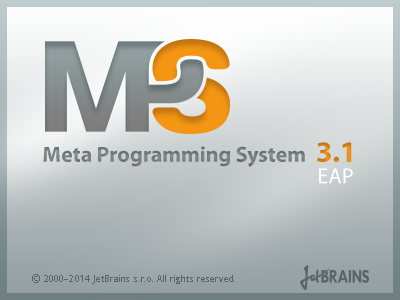 MPS
Meta Programming System 3.1
EAP
© 2000–2014 JetBrains s.r.o. All rights reserved.
JetBRAINS